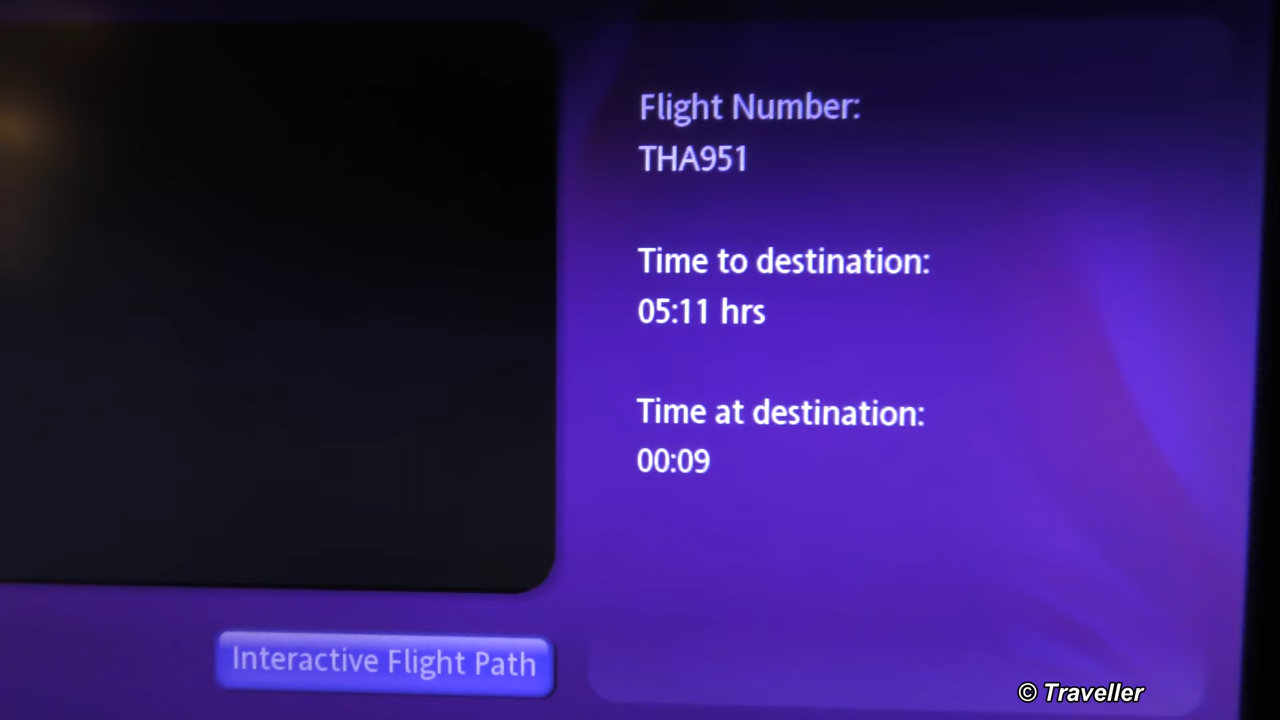 Flight Number:
THA951
Time to destination:
05:11 hrs
Time at destination:
00:09
Interactive Flight Path
© Traveller